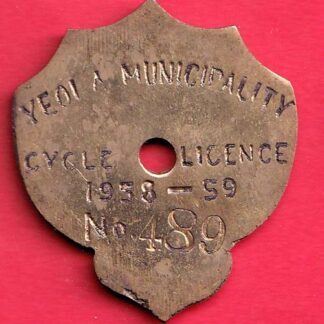 YEOLA MUNICIPALITY
CYCLE LICENCE
1958-59
No. 489